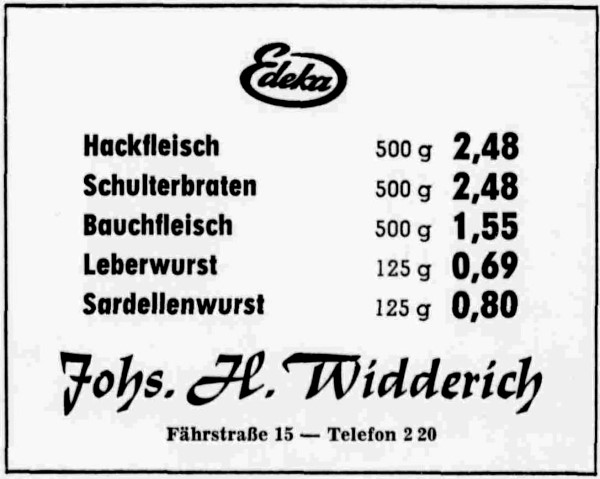 Edeka
Hackfleisch 500 g 2,48
Schulterbraten 500 g 2,48
Bauchfleisch 500 g 1,55
Leberwurst 125 g 0,69
Sardellenwurst 125 g 0,80
Johs. H. Widderich
Fährstraße 15 — Telefon 2 20